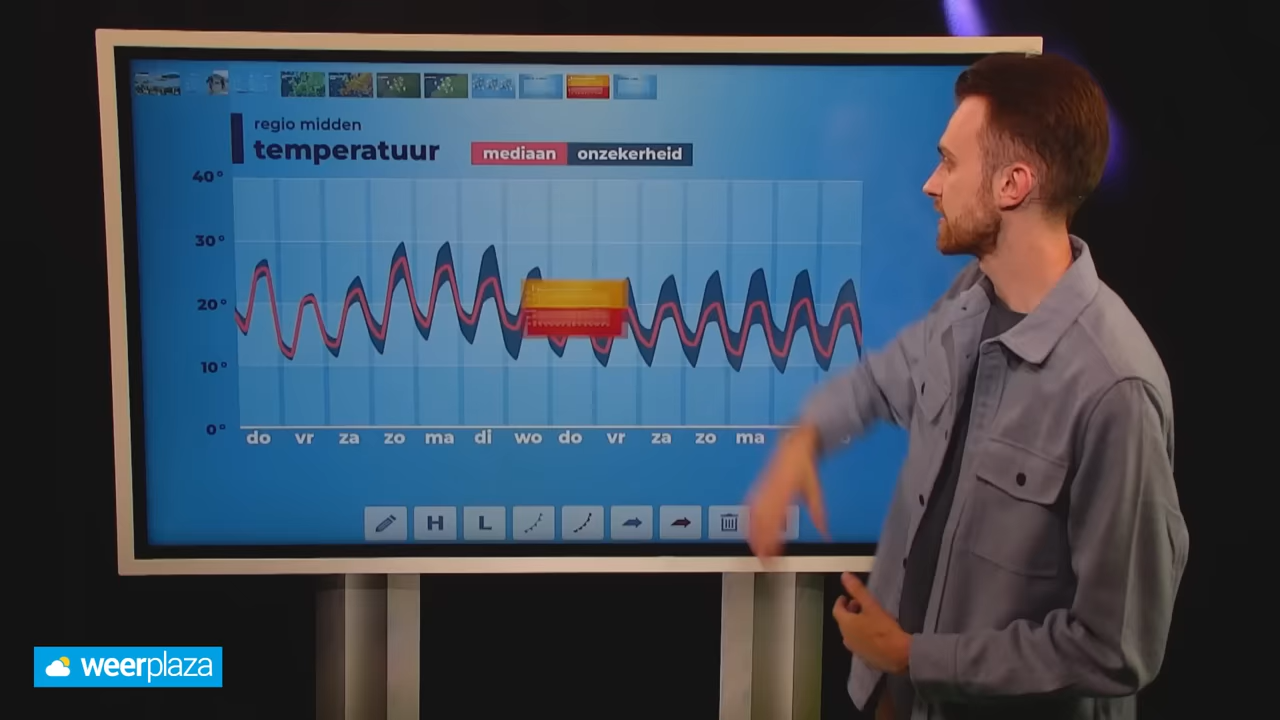 regio midden
temperatuur
mediaan onzekerheid
40°
30°
20°
10°
0°
do vr za zo ma di wo do vr za zo ma
H L
weerplaza